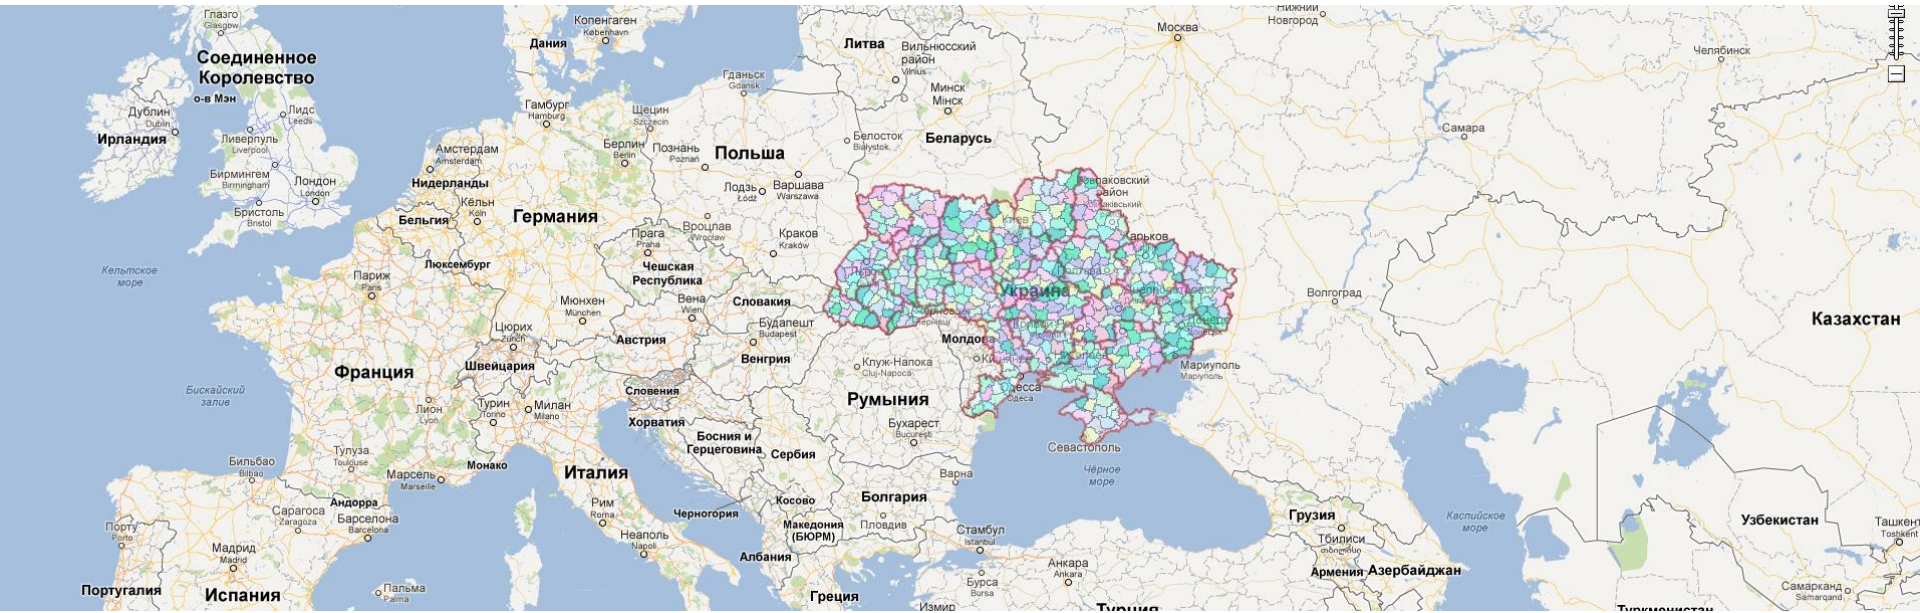 Глазго
Glasgow
Соединенное
Королевство
о-в Мэн
Дублин
Dublin
Ирландия
Лидс
Leeds
Ливерпуль
Liverpool
Бирмингем
Birmingham
Лондон
London
Бристоль
Bristol
Кельтское
море
Дания
Копенгаген
København
Гамбург
Hamburg
Амстердам
Amsterdam
Нидерланды
Бельгия
Кёльн
Köln
Германия
Люксембург
Париж
Paris
Берлин
Berlin
Щецин
Szczecin
Гданьск
Gdańsk
Познань
Poznań
Польша
Лодзь
Łódź
Варшава
Warszawa
Вроцлав
Wrocław
Краков
Kraków
Прага
Praha
Чешская
Республика
Вена
Wien
Словакия
Мюнхен
München
Будапешт
Budapest
Австрия
Венгрия
Цюрих
Zürich
Швейцария
Франция
Бискайский
залив
Лион
Lyon
Турин
Torino
Милан
Milano
Словения
Хорватия
Босния и
Герцеговина
Сербия
Тулуза
Toulouse
Марсель
Marseille
Монако
Бильбао
Bilbao
Андорра
Сарагоса
Zaragoza
Барселона
Barcelona
Порту
Porto
Мадрид
Madrid
Португалия
Испания
Пальма
Palma
Италия
Рим
Roma
Неаполь
Napoli
Черногория
Косово
Македония
(БЮРМ)
Албания
Греция
Болгария
Пловдив
Варна
Румыния
Бухарест
București
Клуж-Напока
Cluj-Napoca
Литва
Вильнюсский
район
Vilnius
Минск
Мінск
Беларусь
Белосток
Białystok
Москва
Нижний
Новгород
Челябинск
Самара
Киев
Украина
Одесса
Одеса
Мариуполь
Маріуполь
Севастополь
Чёрное
море
Волгоград
Казахстан
Стамбул
İstanbul
Бурса
Bursa
Анкара
Ankara
Измир
Турция
Грузия
Тбилиси
თბილისი
Армения
Азербайджан
Каспийское
море
Узбекистан
Ташкент
Toshkent
Самарканд
Samarqand
Туркменистан